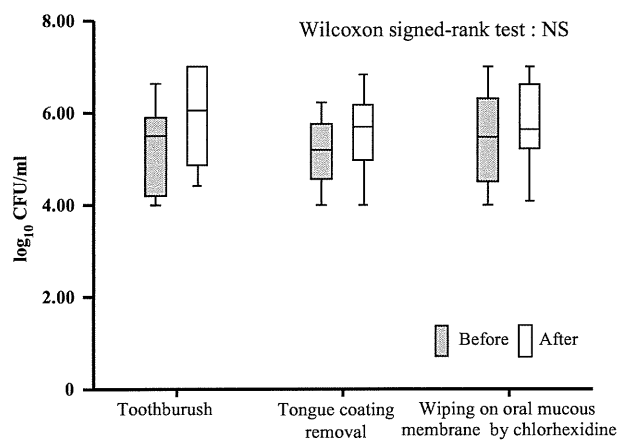 Wilcoxon signed-rank test : NS
8.00
6.00
4.00
2.00
0
log10 CFU/ml
Before
After
Toothburush
Tongue coating
removal
Wiping on oral mucous
membrane by chlorhexidine